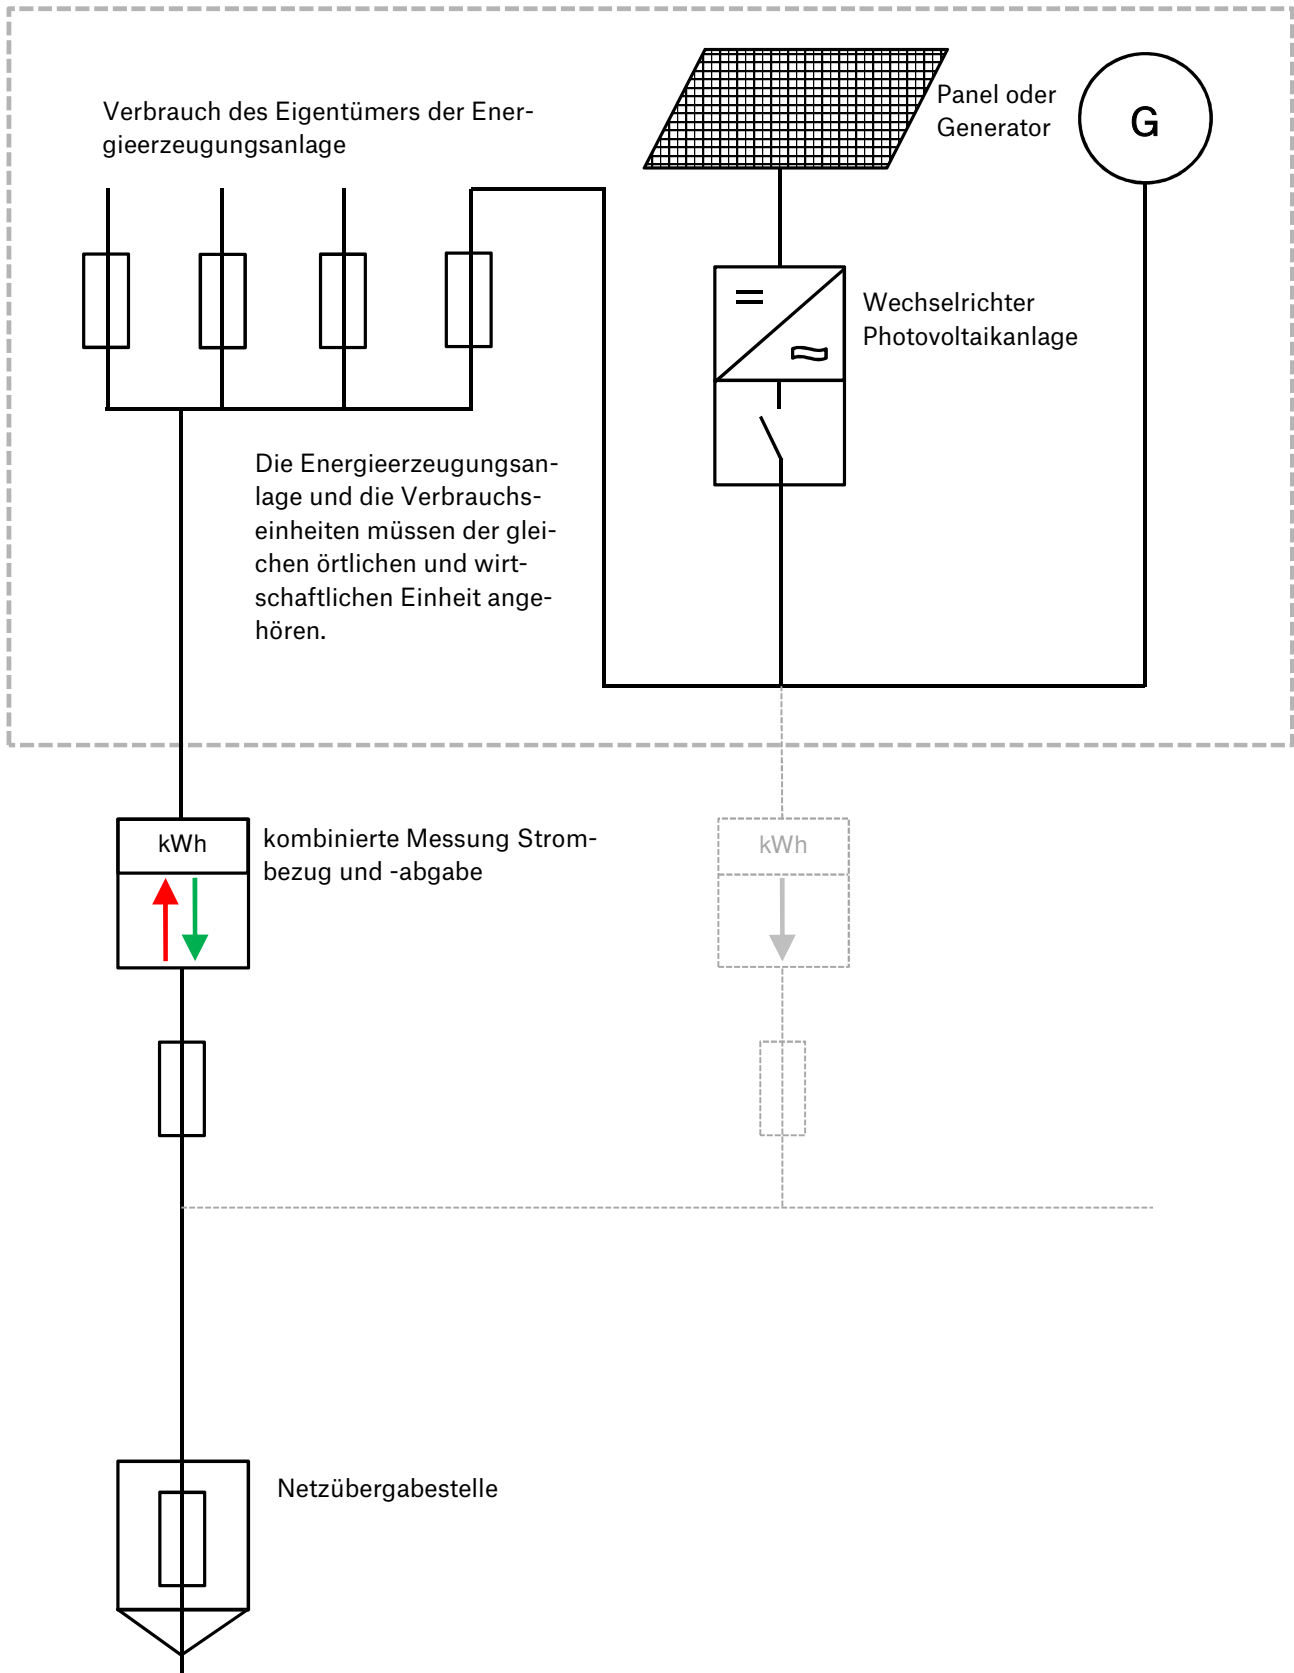 Verbrauch des Eigentümers der Ener-
gieerzeugungsanlage
Panel oder
Generator
G
Wechselrichter
Photovoltaikanlage
Die Energieerzeugungsan-
lage und die Verbrauchs-
einheiten müssen der glei-
chen örtlichen und wirt-
schaftlichen Einheit ange-
hören.
kWh
kombinierte Messung Strom-
bezug und -abgabe
kWh
Netzübergabestelle